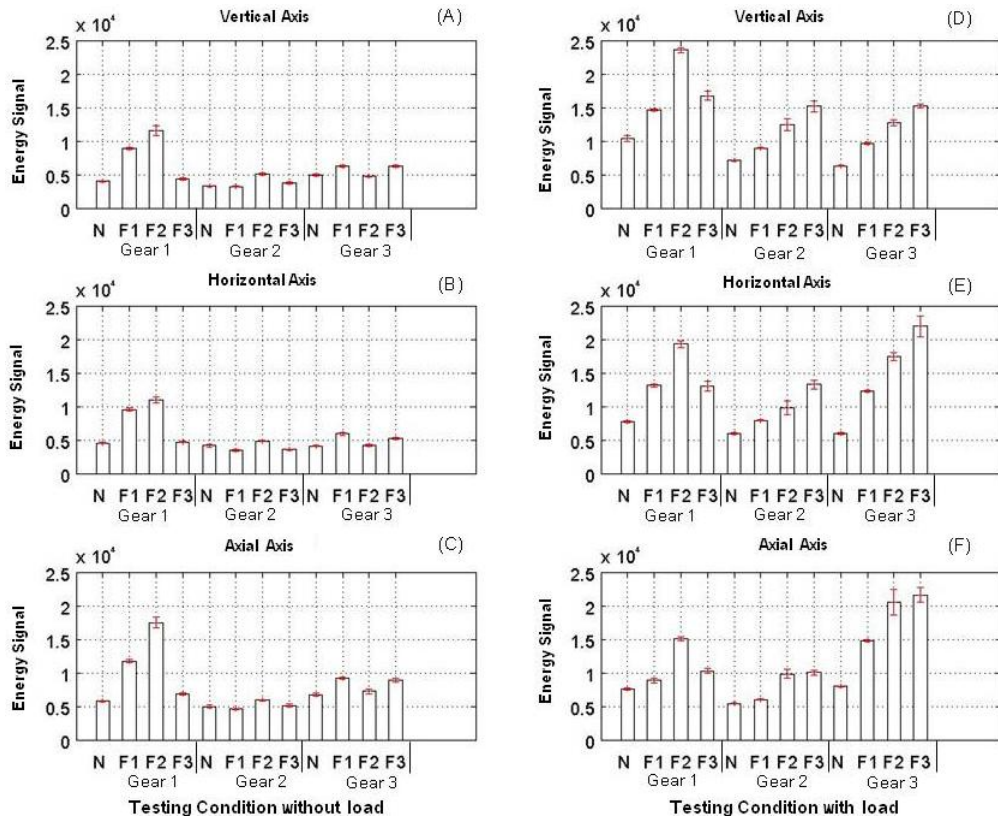 Vertical Axis (A)
x 10⁴
2.5
2
1.5
1
0.5
0
Energy Signal
N F1 F2 F3 N F1 F2 F3 N F1 F2 F3
Gear 1 Gear 2 Gear 3
Horizontal Axis (B)
x 10⁴
2.5
2
1.5
1
0.5
0
Energy Signal
N F1 F2 F3 N F1 F2 F3 N F1 F2 F3
Gear 1 Gear 2 Gear 3
Axial Axis (C)
x 10⁴
2.5
2
1.5
1
0.5
0
Energy Signal
N F1 F2 F3 N F1 F2 F3 N F1 F2 F3
Gear 1 Gear 2 Gear 3
Testing Condition without load
Vertical Axis (D)
x 10⁴
2.5
2
1.5
1
0.5
0
Energy Signal
N F1 F2 F3 N F1 F2 F3 N F1 F2 F3
Gear 1 Gear 2 Gear 3
Horizontal Axis (E)
x 10⁴
2.5
2
1.5
1
0.5
0
Energy Signal
N F1 F2 F3 N F1 F2 F3 N F1 F2 F3
Gear 1 Gear 2 Gear 3
Axial Axis (F)
x 10⁴
2.5
2
1.5
1
0.5
0
Energy Signal
N F1 F2 F3 N F1 F2 F3 N F1 F2 F3
Gear 1 Gear 2 Gear 3
Testing Condition with load